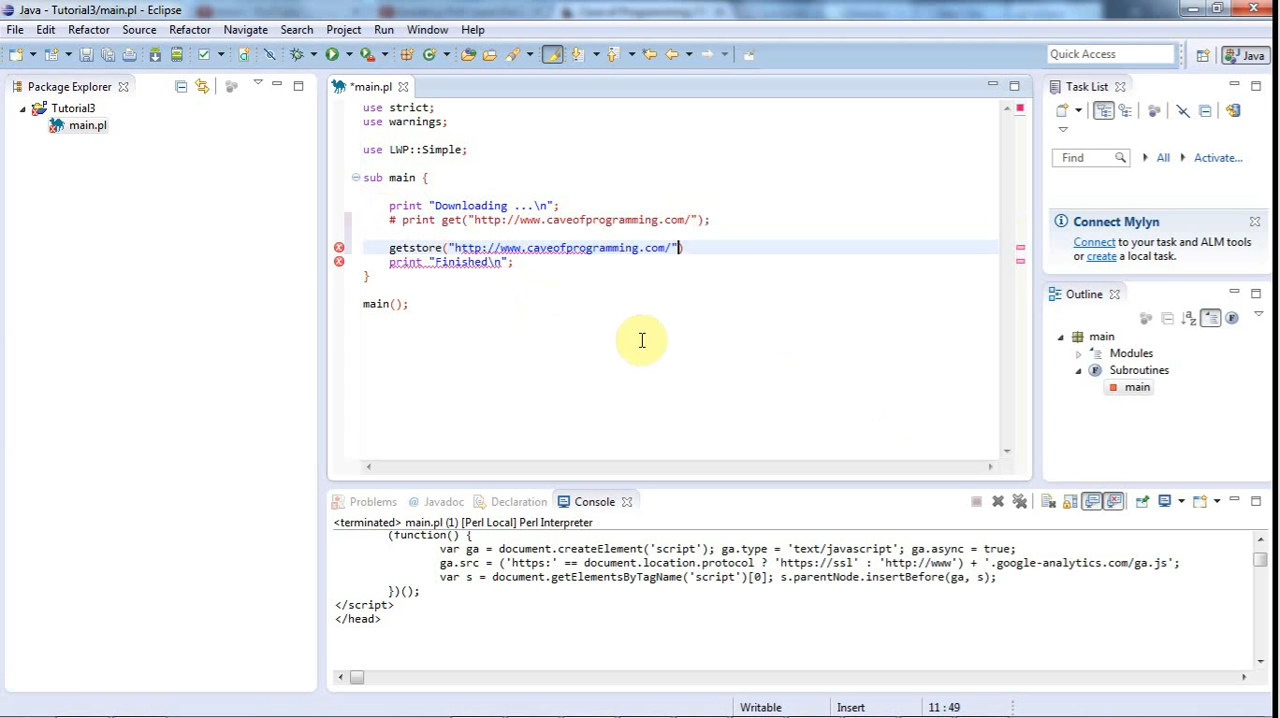 Java - Tutorial3/main.pl - Eclipse
File Edit Refactor Source Refactor Navigate Search Project Run Window Help
Quick Access Java
Package Explorer
Tutorial3
main.pl
*main.pl
use strict;
use warnings;
use LWP::Simple;
sub main {
print "Downloading ...\n";
# print get("http://www.caveofprogramming.com/");
getstore("http://www.caveofprogramming.com/")
print "Finished\n";
}
main();
Task List
Find All Activate...
Connect Mylyn
Connect to your task and ALM tools
or create a local task.
Outline
main
Modules
Subroutines
main
Problems @ Javadoc Declaration Console
<terminated> main.pl (1) [Perl Local] Perl Interpreter
(function() {
var ga = document.createElement('script'); ga.type = 'text/javascript'; ga.async = true;
ga.src = ('https:' == document.location.protocol ? 'https://ssl' : 'http://www') + '.google-analytics.com/ga.js';
var s = document.getElementsByTagName('script')[0]; s.parentNode.insertBefore(ga, s);
})();
</script>
</head>
Writable Insert 11 : 49